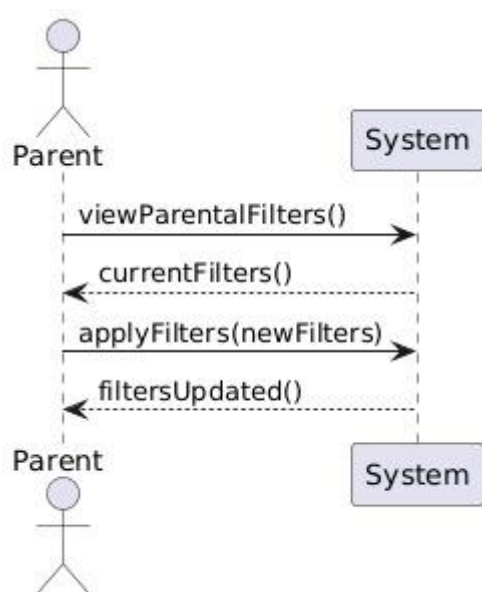 Parent
System
viewParentalFilters()
currentFilters()
applyFilters(newFilters)
filtersUpdated()
Parent
System